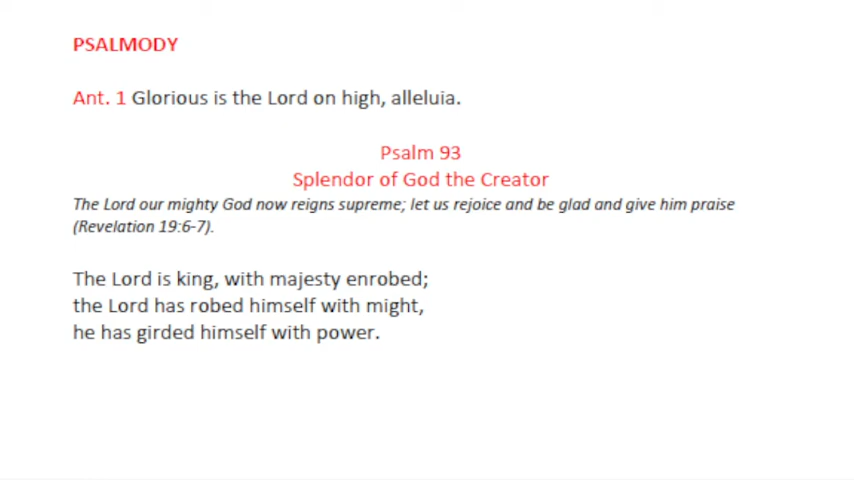 PSALMODY
Ant. 1 Glorious is the Lord on high, alleluia.
Psalm 93
Splendor of God the Creator
The Lord our mighty God now reigns supreme; let us rejoice and be glad and give him praise
(Revelation 19:6-7).
The Lord is king, with majesty enrobed;
the Lord has robed himself with might,
he has girded himself with power.